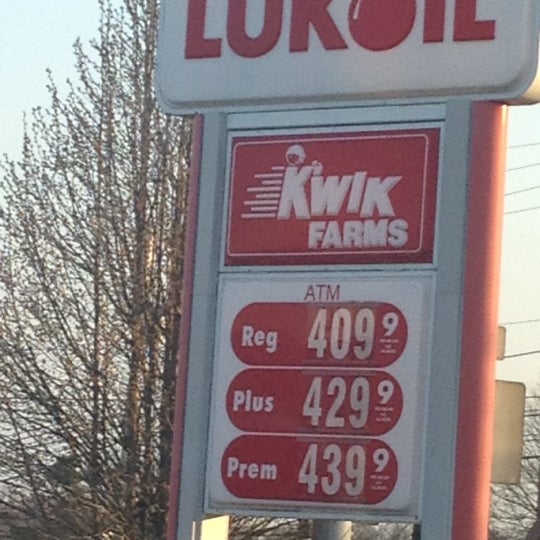 LUKOIL
KWIK
FARMS
ATM
Reg 409 9
Plus 429 9
Prem 439 9